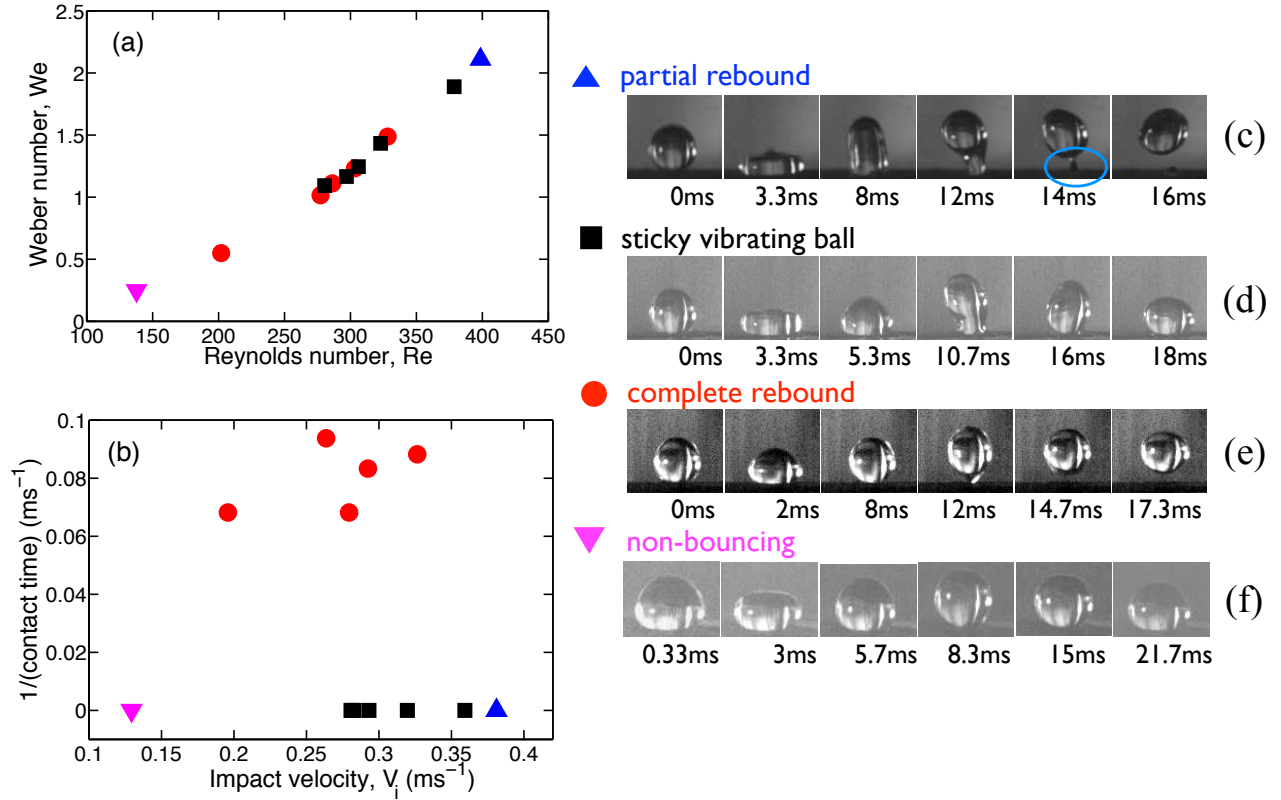 (a)
Weber number, We
2.5
2
1.5
1
0.5
0
100 150 200 250 300 350 400 450
Reynolds number, Re
(b)
1/(contact time) (ms⁻¹)
0.1
0.08
0.06
0.04
0.02
0
0.1 0.15 0.2 0.25 0.3 0.35 0.4
Impact velocity, Vᵢ (ms⁻¹)
partial rebound
(c)
0ms 3.3ms 8ms 12ms 14ms 16ms
sticky vibrating ball
(d)
0ms 3.3ms 5.3ms 10.7ms 16ms 18ms
complete rebound
(e)
0ms 2ms 8ms 12ms 14.7ms 17.3ms
non-bouncing
(f)
0.33ms 3ms 5.7ms 8.3ms 15ms 21.7ms